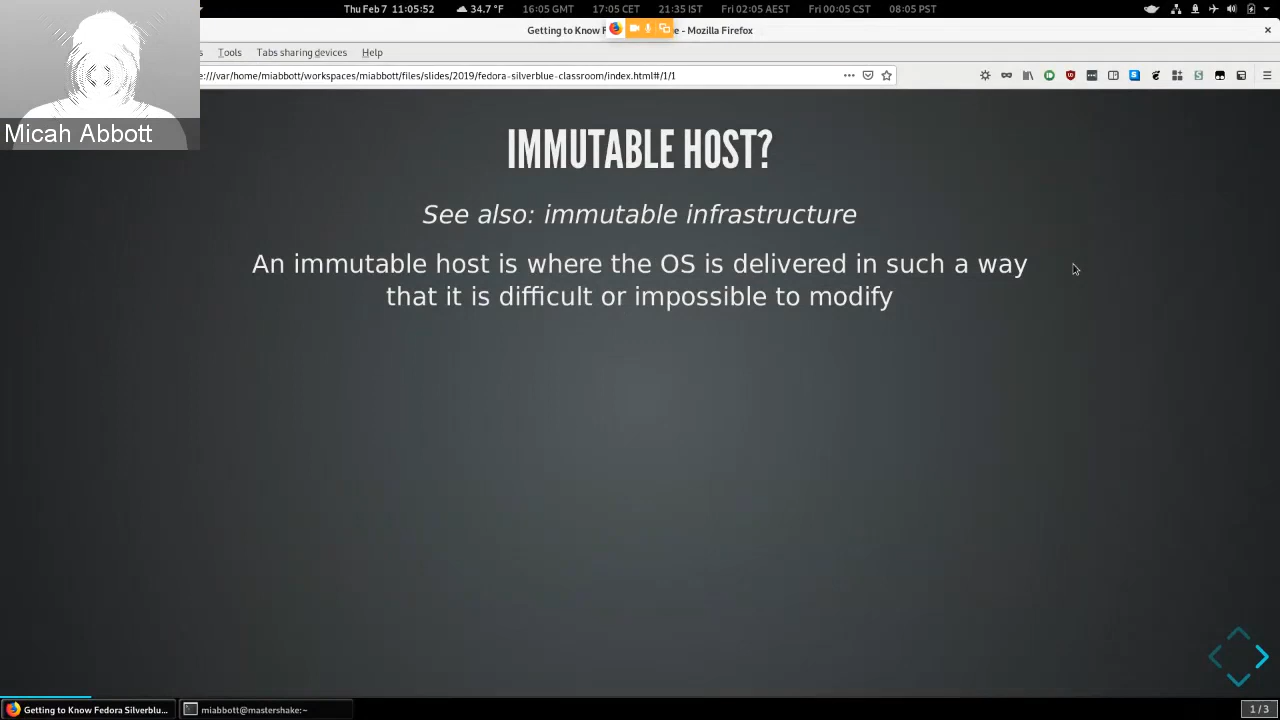 Thu Feb 7 11:05:52 34.7 °F 16:05 GMT 17:05 CET 21:35 IST Fri 02:05 AEST Fri 00:05 CST 08:05 PST
Getting to Know F e - Mozilla Firefox
s Tools Tabs sharing devices Help
e:///var/home/miabbott/workspaces/miabbott/files/slides/2019/fedora-silverblue-classroom/index.html#/1/1
Micah Abbott
IMMUTABLE HOST?
See also: immutable infrastructure
An immutable host is where the OS is delivered in such a way
that it is difficult or impossible to modify
Getting to Know Fedora Silverblu... miabbott@mastershake:~ 1 / 3